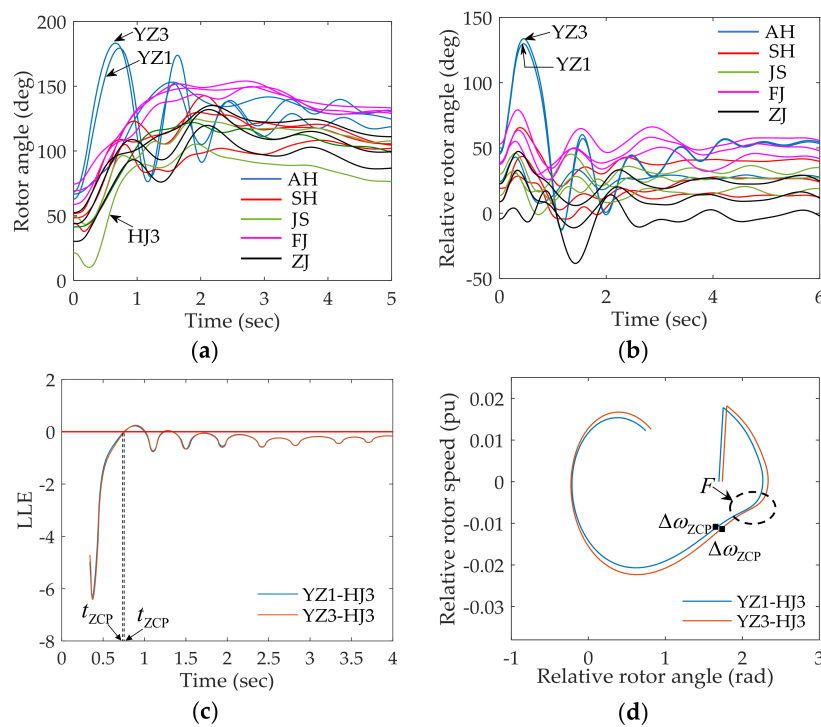 YZ3
YZ1
HJ3
AH
SH
JS
FJ
ZJ
Rotor angle (deg)
200
150
100
50
0
0 1 2 3 4 5
Time (sec)
(a)
YZ3
YZ1
AH
SH
JS
FJ
ZJ
Relative rotor angle (deg)
150
100
50
0
-50
0 2 4 6
Time (sec)
(b)
LLE
2
0
-2
-4
-6
-8
tZCP
tZCP
YZ1-HJ3
YZ3-HJ3
0 0.5 1 1.5 2 2.5 3 3.5 4
Time (sec)
(c)
Relative rotor speed (pu)
0.02
0.01
0
-0.01
-0.02
-0.03
F
ΔωZCP
ΔωZCP
YZ1-HJ3
YZ3-HJ3
-1 0 1 2 3
Relative rotor angle (rad)
(d)